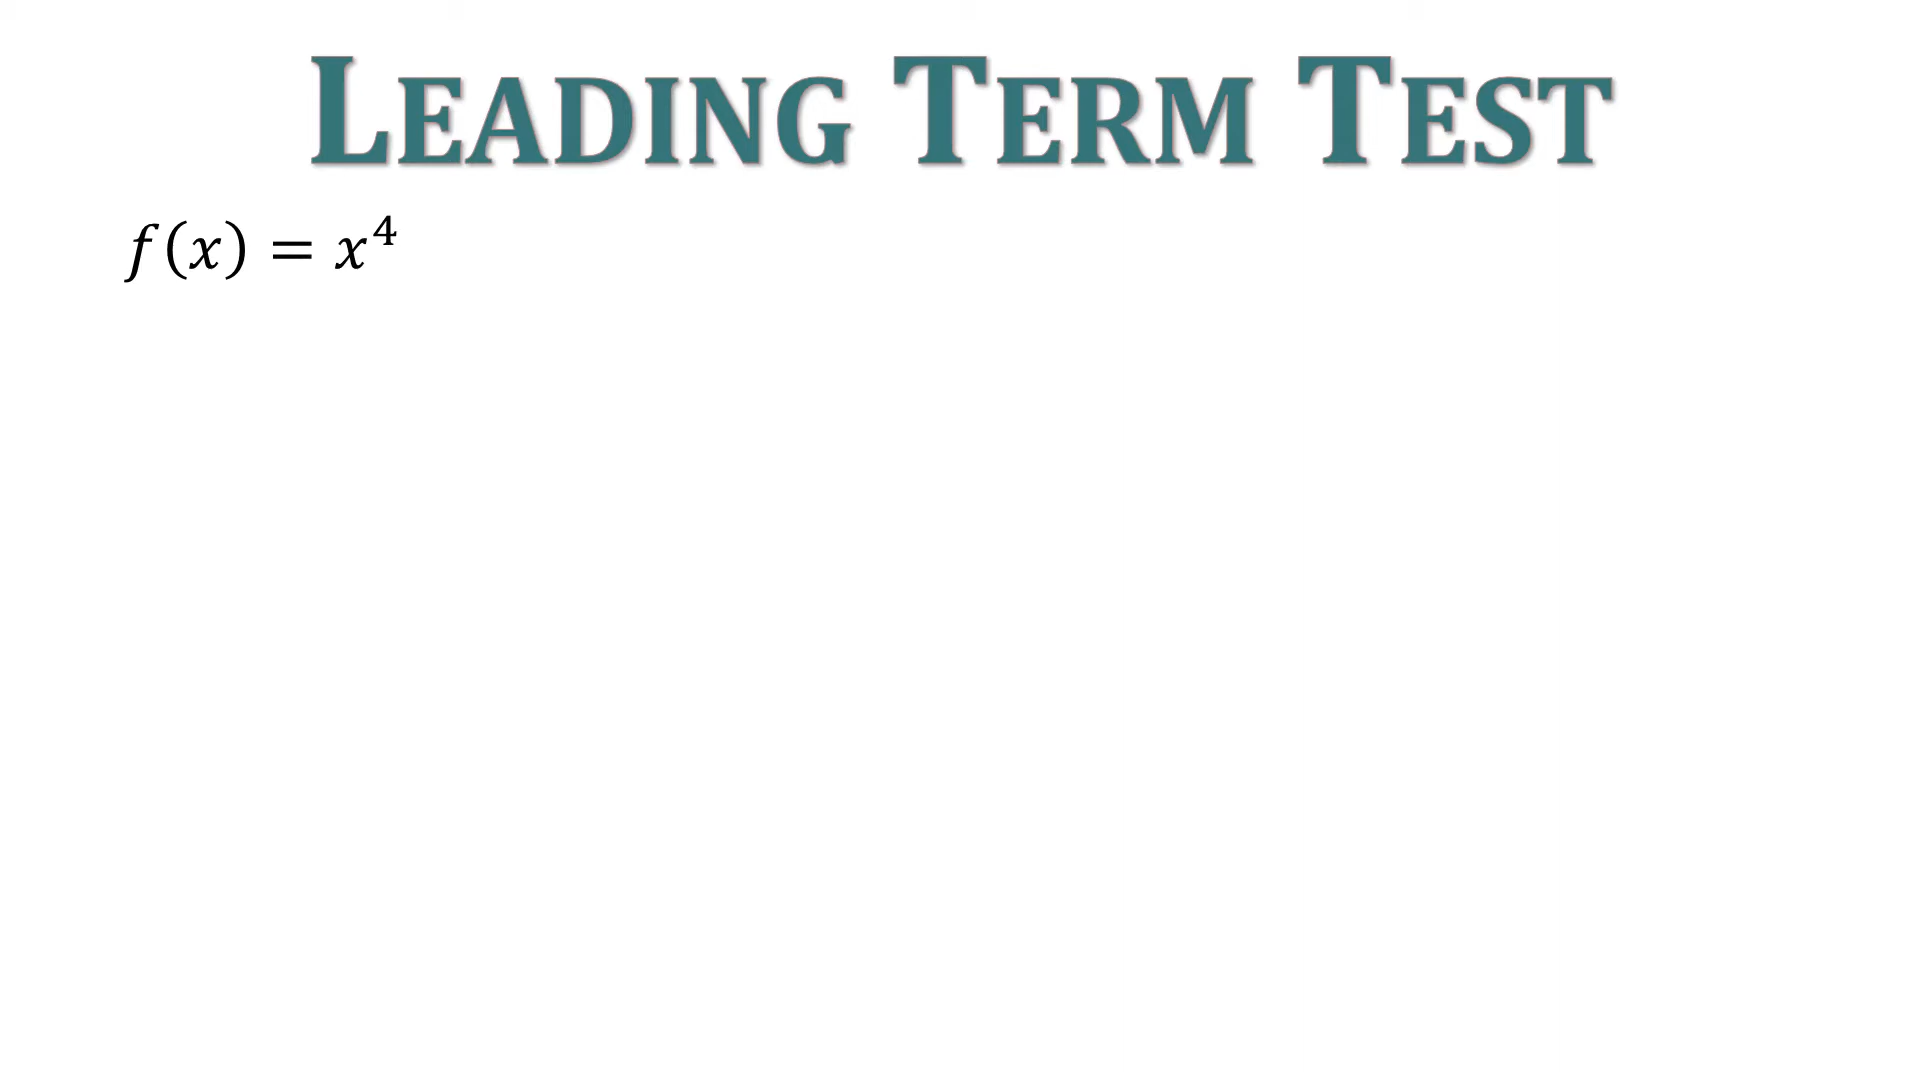 LEADING TERM TEST
f(x) = x⁴